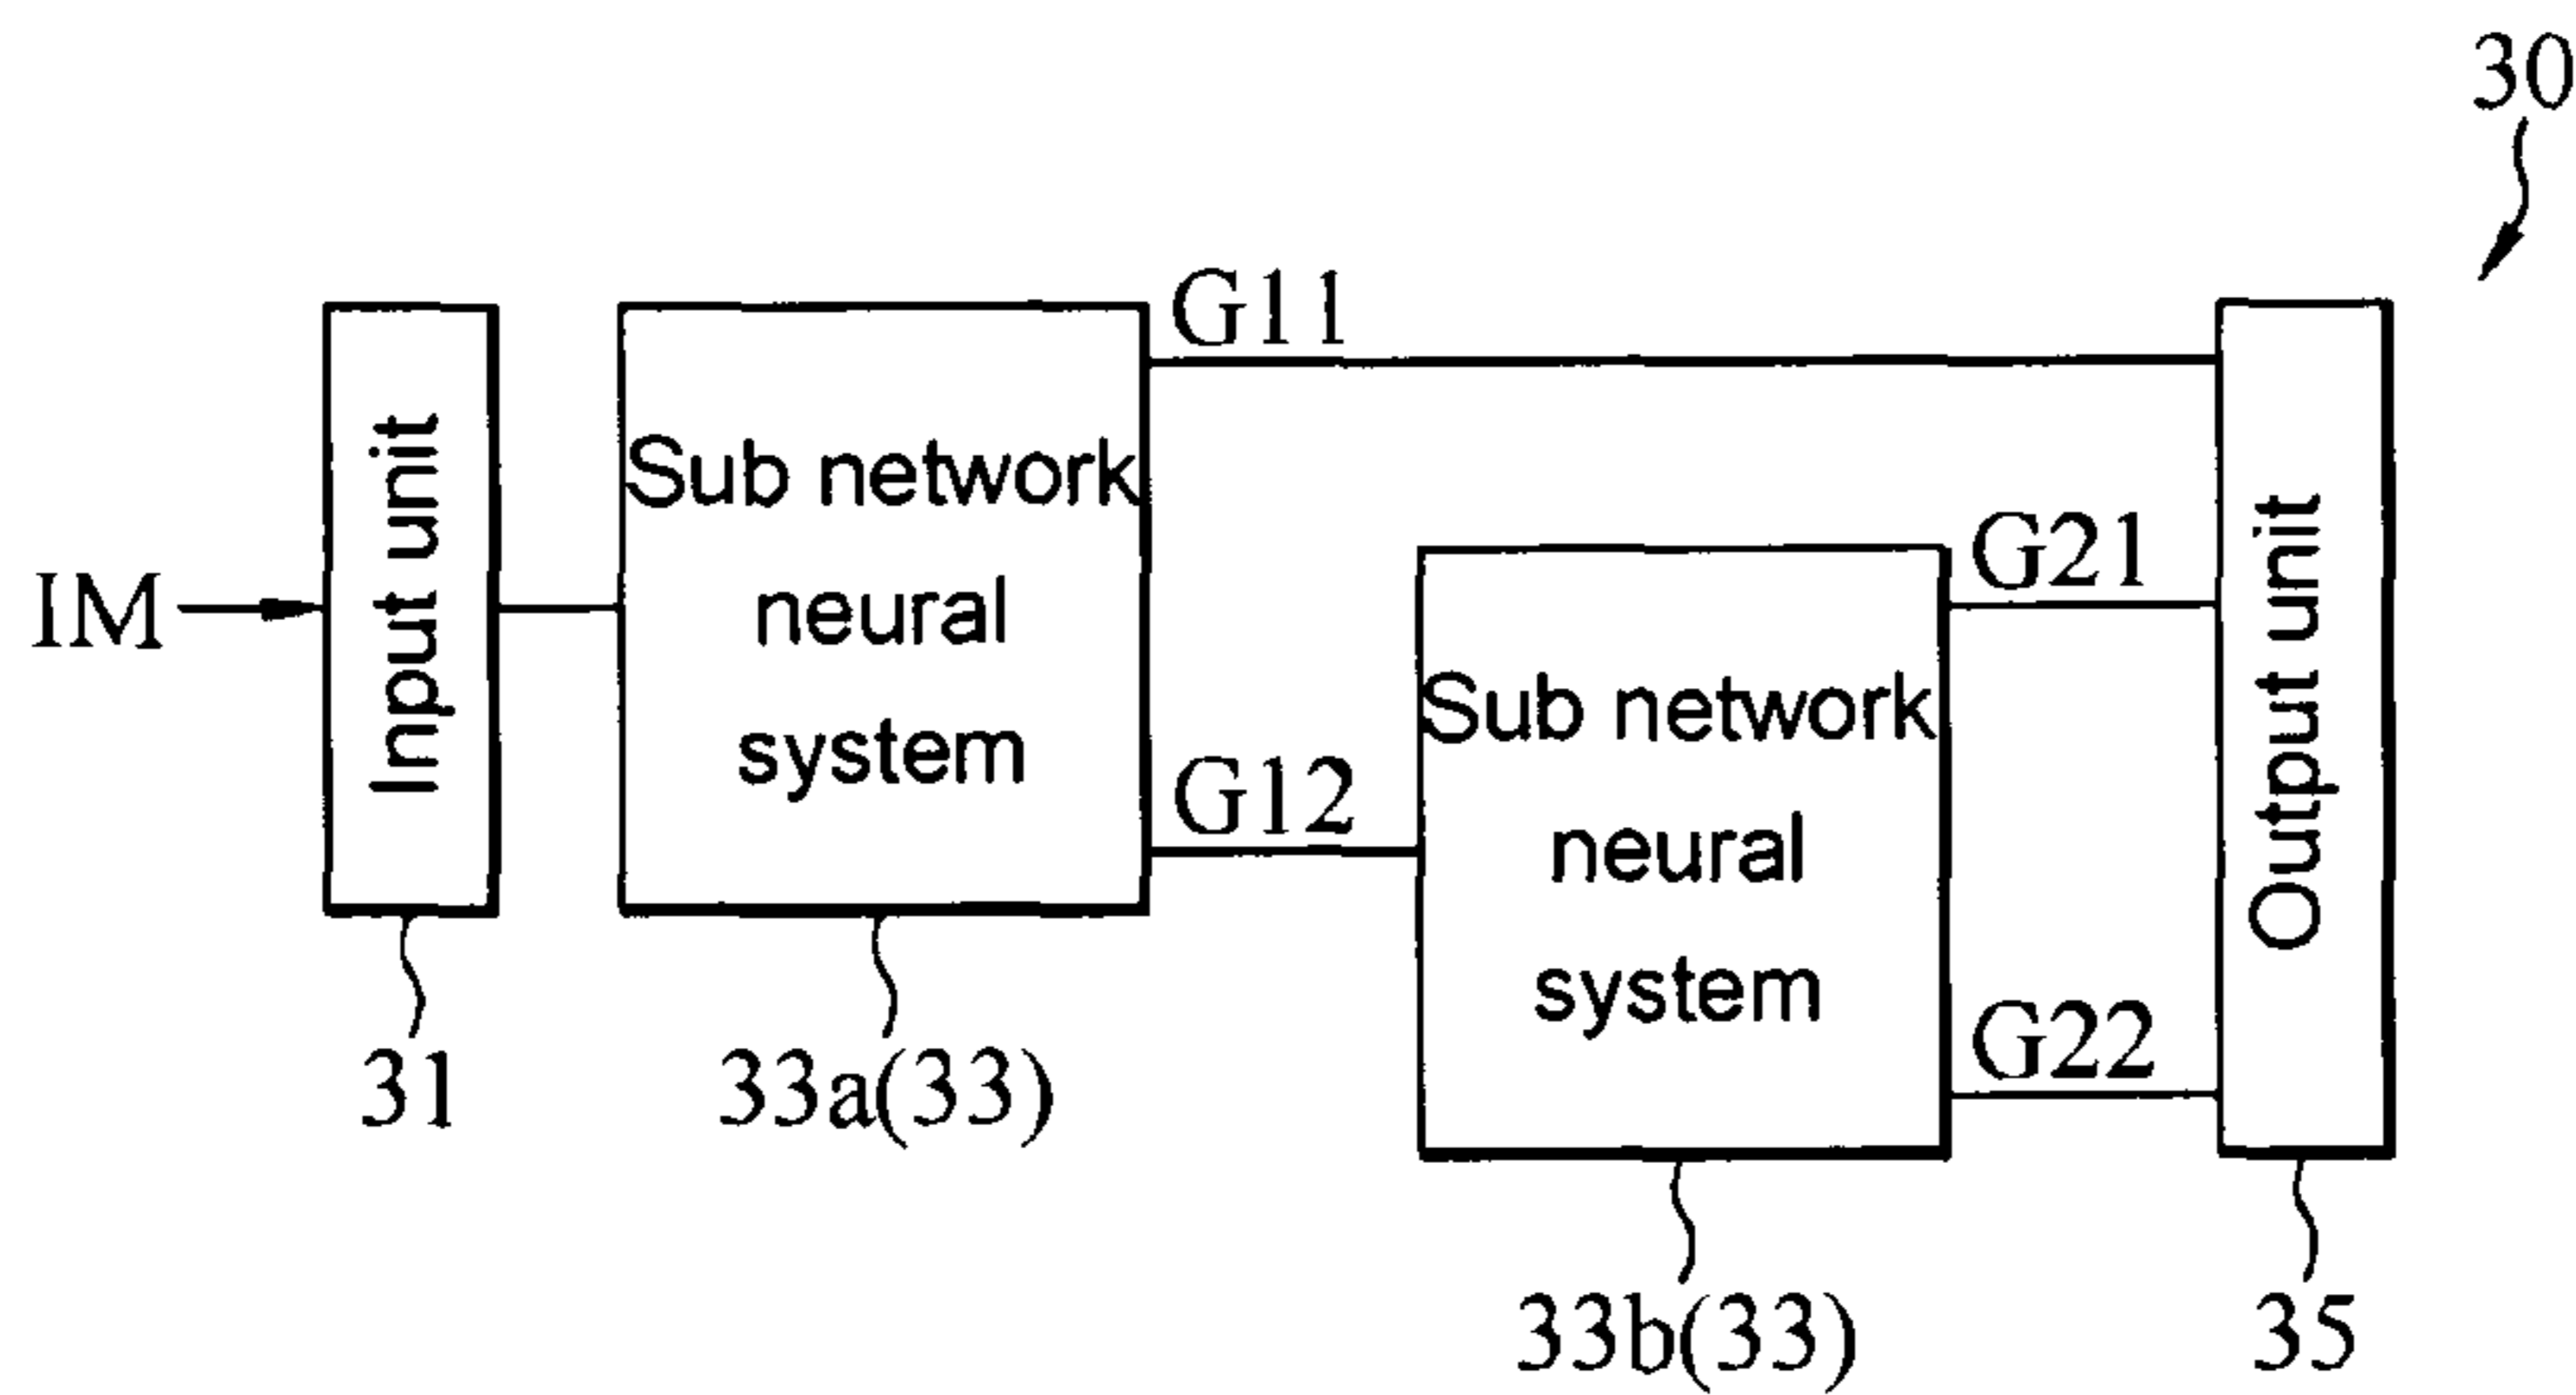 30
IM
Input unit
Sub network
neural
system
G11
G12
Sub network
neural
system
G21
G22
Output unit
31
33a(33)
33b(33)
35